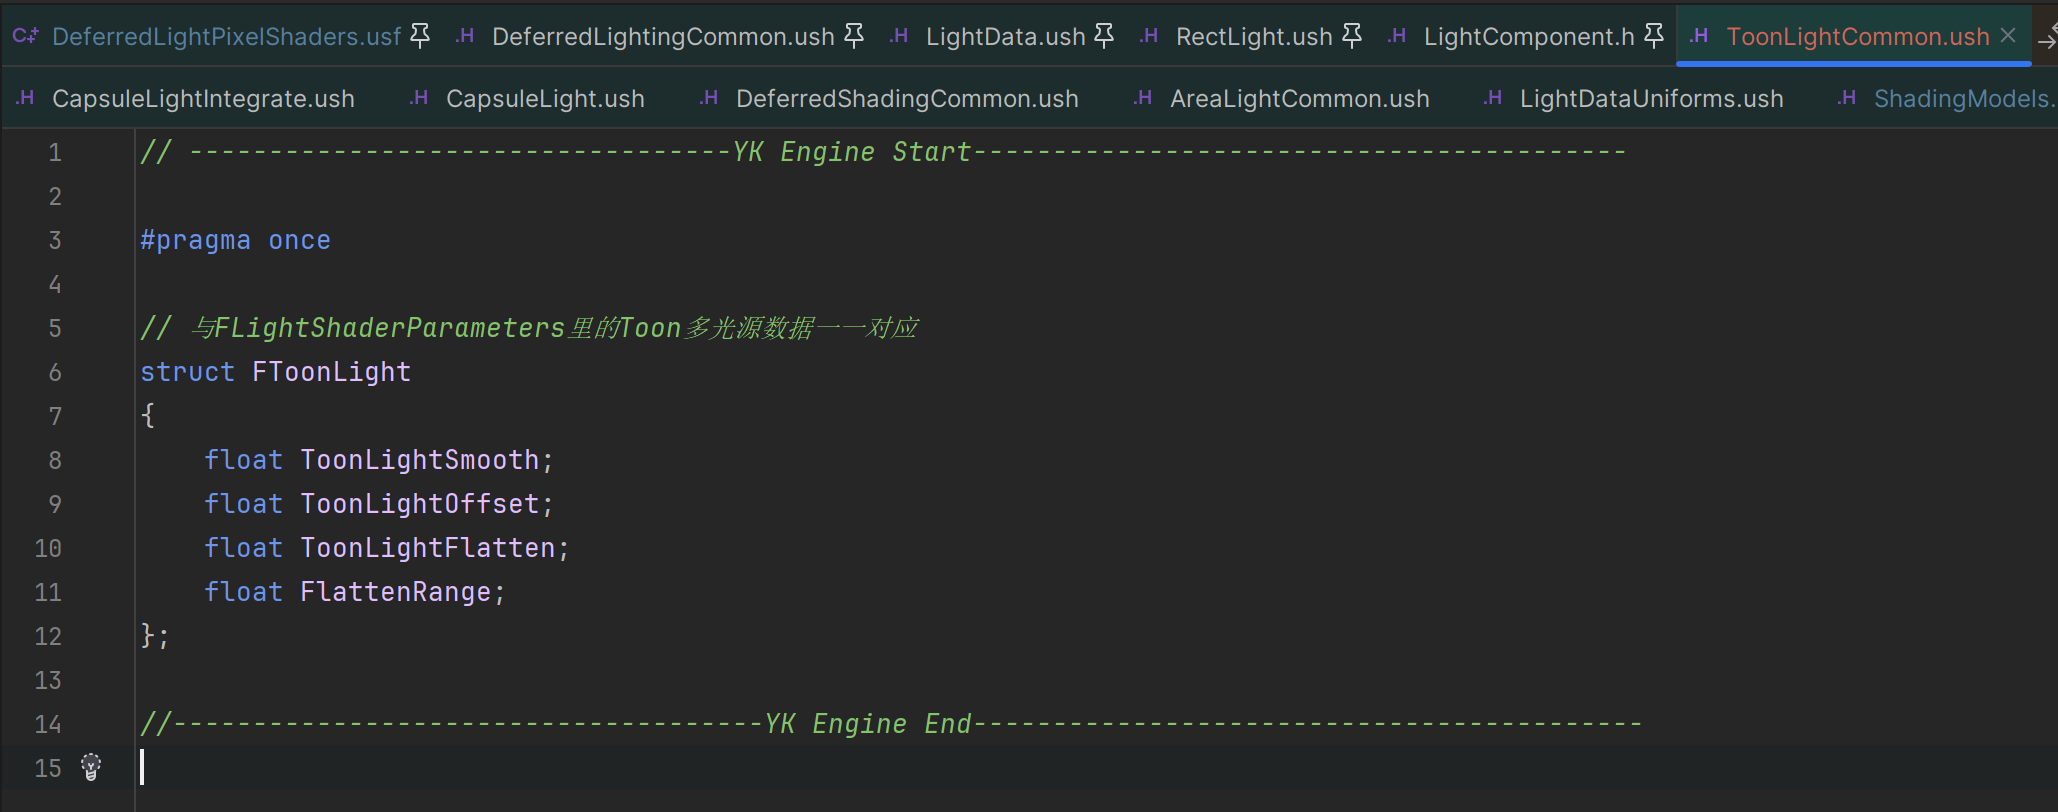 C++ DeferredLightPixelShaders.usf .H DeferredLightingCommon.ush .H LightData.ush .H RectLight.ush .H LightComponent.h .H ToonLightCommon.ush
.H CapsuleLightIntegrate.ush .H CapsuleLight.ush .H DeferredShadingCommon.ush .H AreaLightCommon.ush .H LightDataUniforms.ush .H ShadingModels.
1 // ----------------------------------YK Engine Start-----------------------------------------
2
3 #pragma once
4
5 // 与FLightShaderParameters里的Toon多光源数据一一对应
6 struct FToonLight
7 {
8 float ToonLightSmooth;
9 float ToonLightOffset;
10 float ToonLightFlatten;
11 float FlattenRange;
12 };
13
14 //-------------------------------------YK Engine End------------------------------------------
15